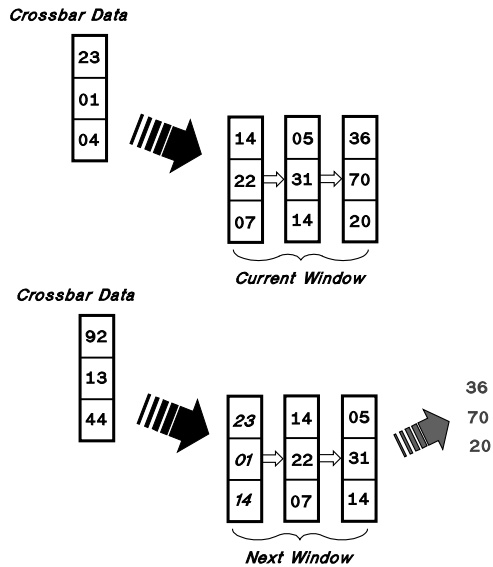 Crossbar Data
23
01
04
14 05 36
22 31 70
07 14 20
Current Window
Crossbar Data
92
13
44
23 14 05
01 22 31
14 07 14
36
70
20
Next Window